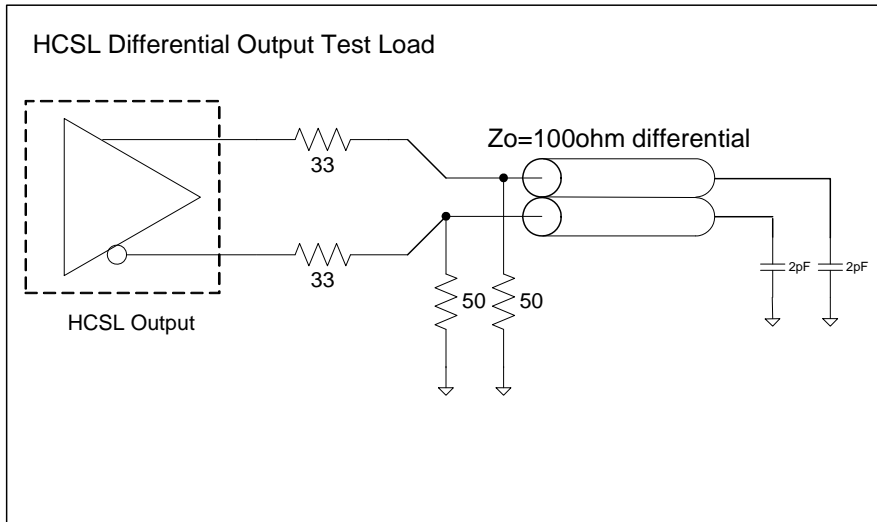 HCSL Differential Output Test Load
Zo=100ohm differential
33
33
2pF
2pF
50
50
HCSL Output